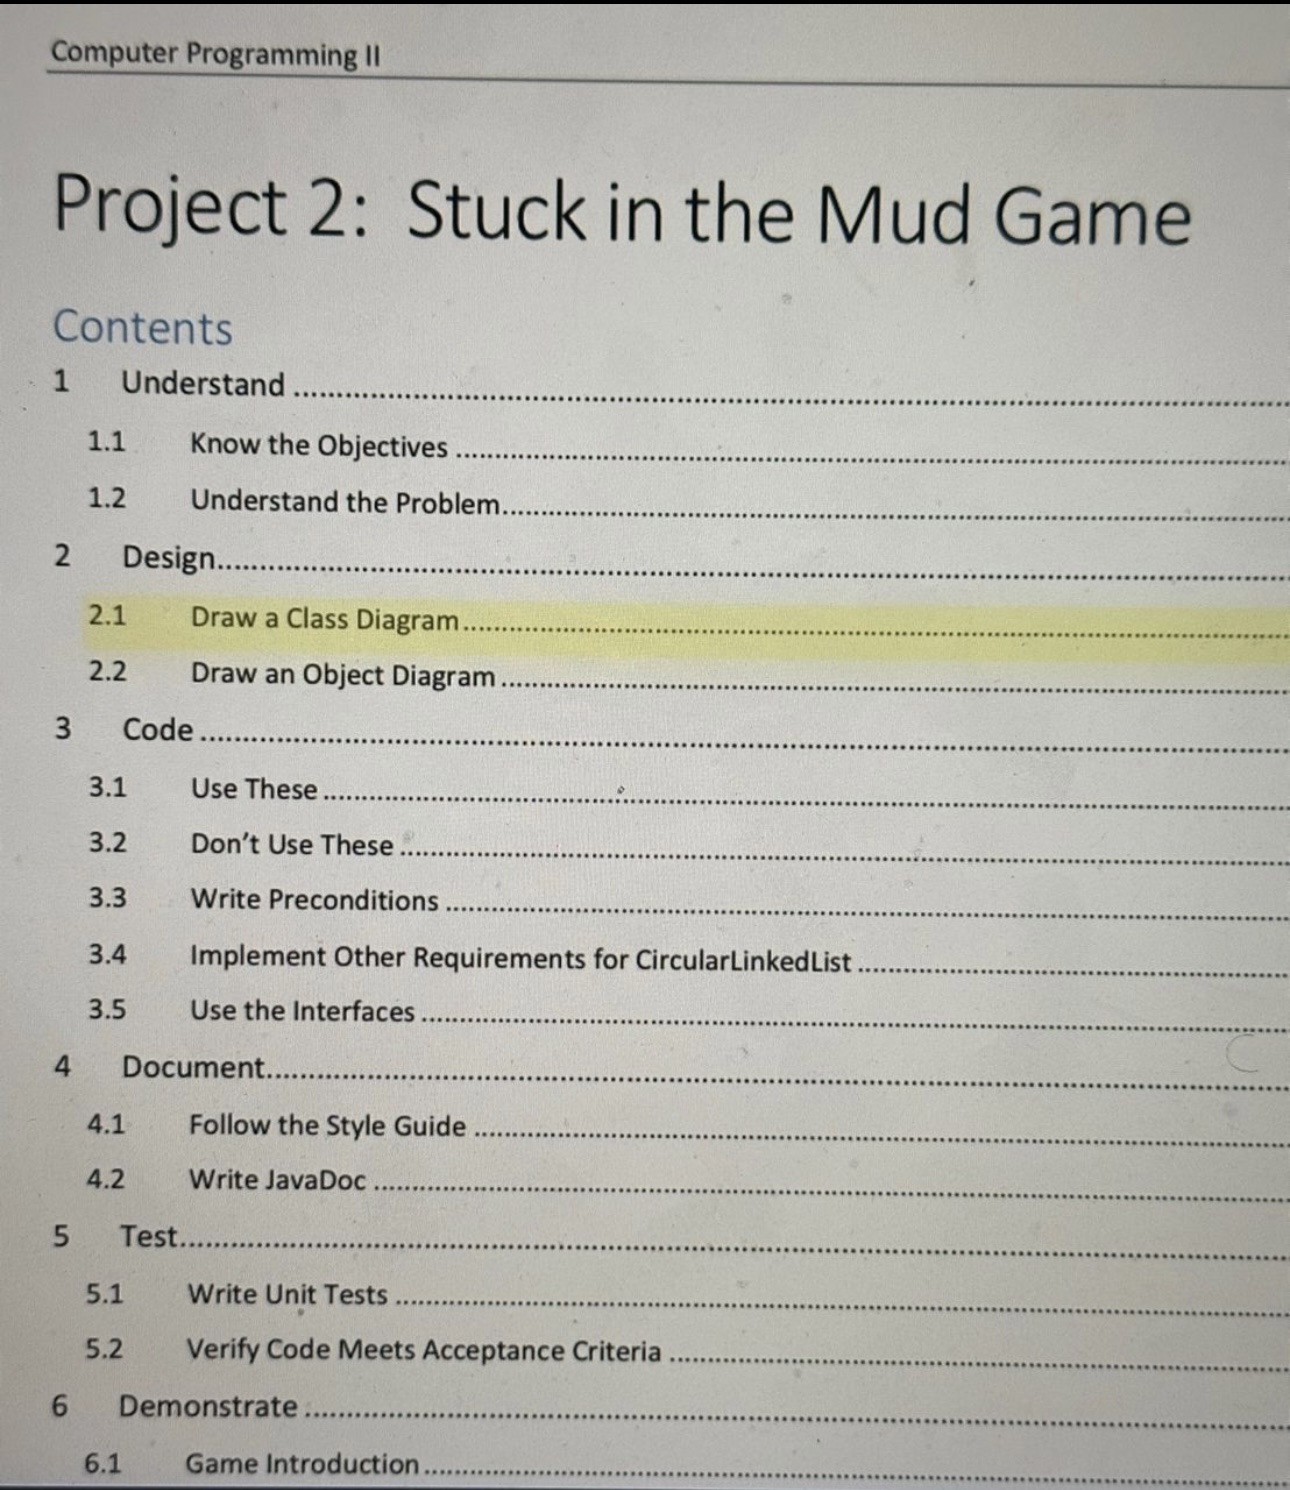 Computer Programming II
Project 2: Stuck in the Mud Game
Contents
1 Understand
1.1 Know the Objectives
1.2 Understand the Problem
2 Design
2.1 Draw a Class Diagram
2.2 Draw an Object Diagram
3 Code
3.1 Use These
3.2 Don't Use These
3.3 Write Preconditions
3.4 Implement Other Requirements for CircularLinkedList
3.5 Use the Interfaces
4 Document
4.1 Follow the Style Guide
4.2 Write JavaDoc
5 Test
5.1 Write Unit Tests
5.2 Verify Code Meets Acceptance Criteria
6 Demonstrate
6.1 Game Introduction